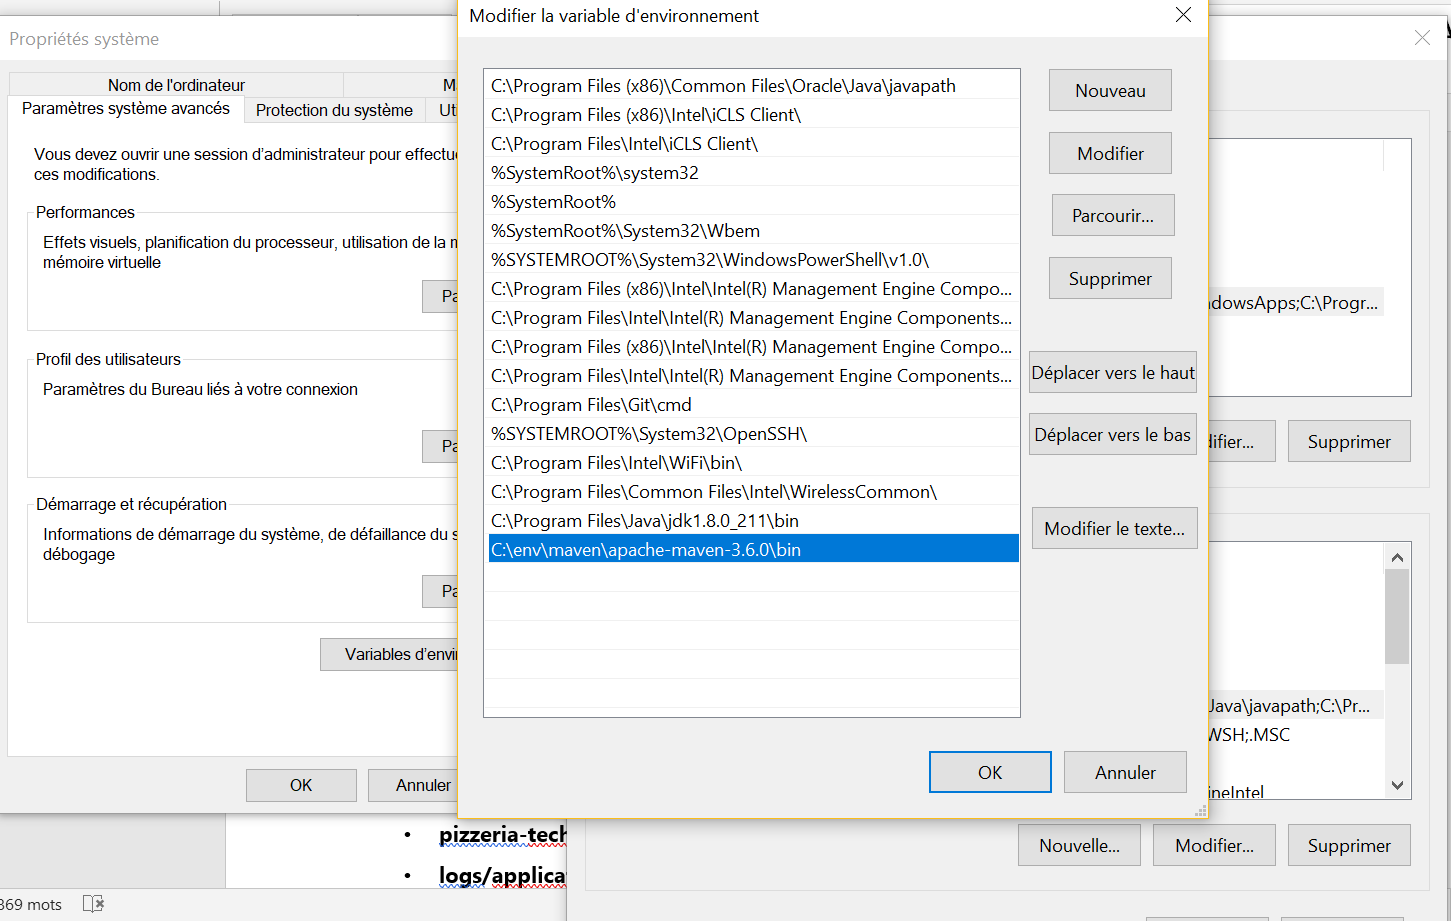 Modifier la variable d'environnement
Propriétés système
Nom de l'ordinateur
Paramètres système avancés
Protection du système
Vous devez ouvrir une session d'administrateur pour
ces modifications.
Performances
Effets visuels, planification du processeur, utilisation de la
mémoire virtuelle
Profil des utilisateurs
Paramètres du Bureau liés à votre connexion
Démarrage et récupération
Informations de démarrage du système, de défaillance du
débogage
Variables
OK
Annuler
C:\Program Files (x86)\Common Files\Oracle\Java\javapath
C:\Program Files (x86)\Intel\iCLS Client\
C:\Program Files\Intel\iCLS Client\
%SystemRoot%\system32
%SystemRoot%
%SystemRoot%\System32\Wbem
%SYSTEMROOT%\System32\WindowsPowerShell\v1.0\
C:\Program Files (x86)\Intel\Intel(R) Management Engine Compo...
C:\Program Files\Intel\Intel(R) Management Engine Components...
C:\Program Files (x86)\Intel\Intel(R) Management Engine Compo...
C:\Program Files\Intel\Intel(R) Management Engine Components...
C:\Program Files\Git\cmd
%SYSTEMROOT%\System32\OpenSSH\
C:\Program Files\Intel\WiFi\bin\
C:\Program Files\Common Files\Intel\WirelessCommon\
C:\Program Files\Java\jdk1.8.0_211\bin
C:\env\maven\apache-maven-3.6.0\bin
Nouveau
Modifier
Parcourir...
Supprimer
Déplacer vers le haut
Déplacer vers le bas
Modifier le texte...
OK
Annuler
ndowsApps;C:\Progr...
difier...
Supprimer
Java\javapath;C:\Pr...
WSH;.MSC
ineIntel
Nouvelle...
Modifier...
Supprimer
• pizzeria-tech
• logs/applica
369 mots